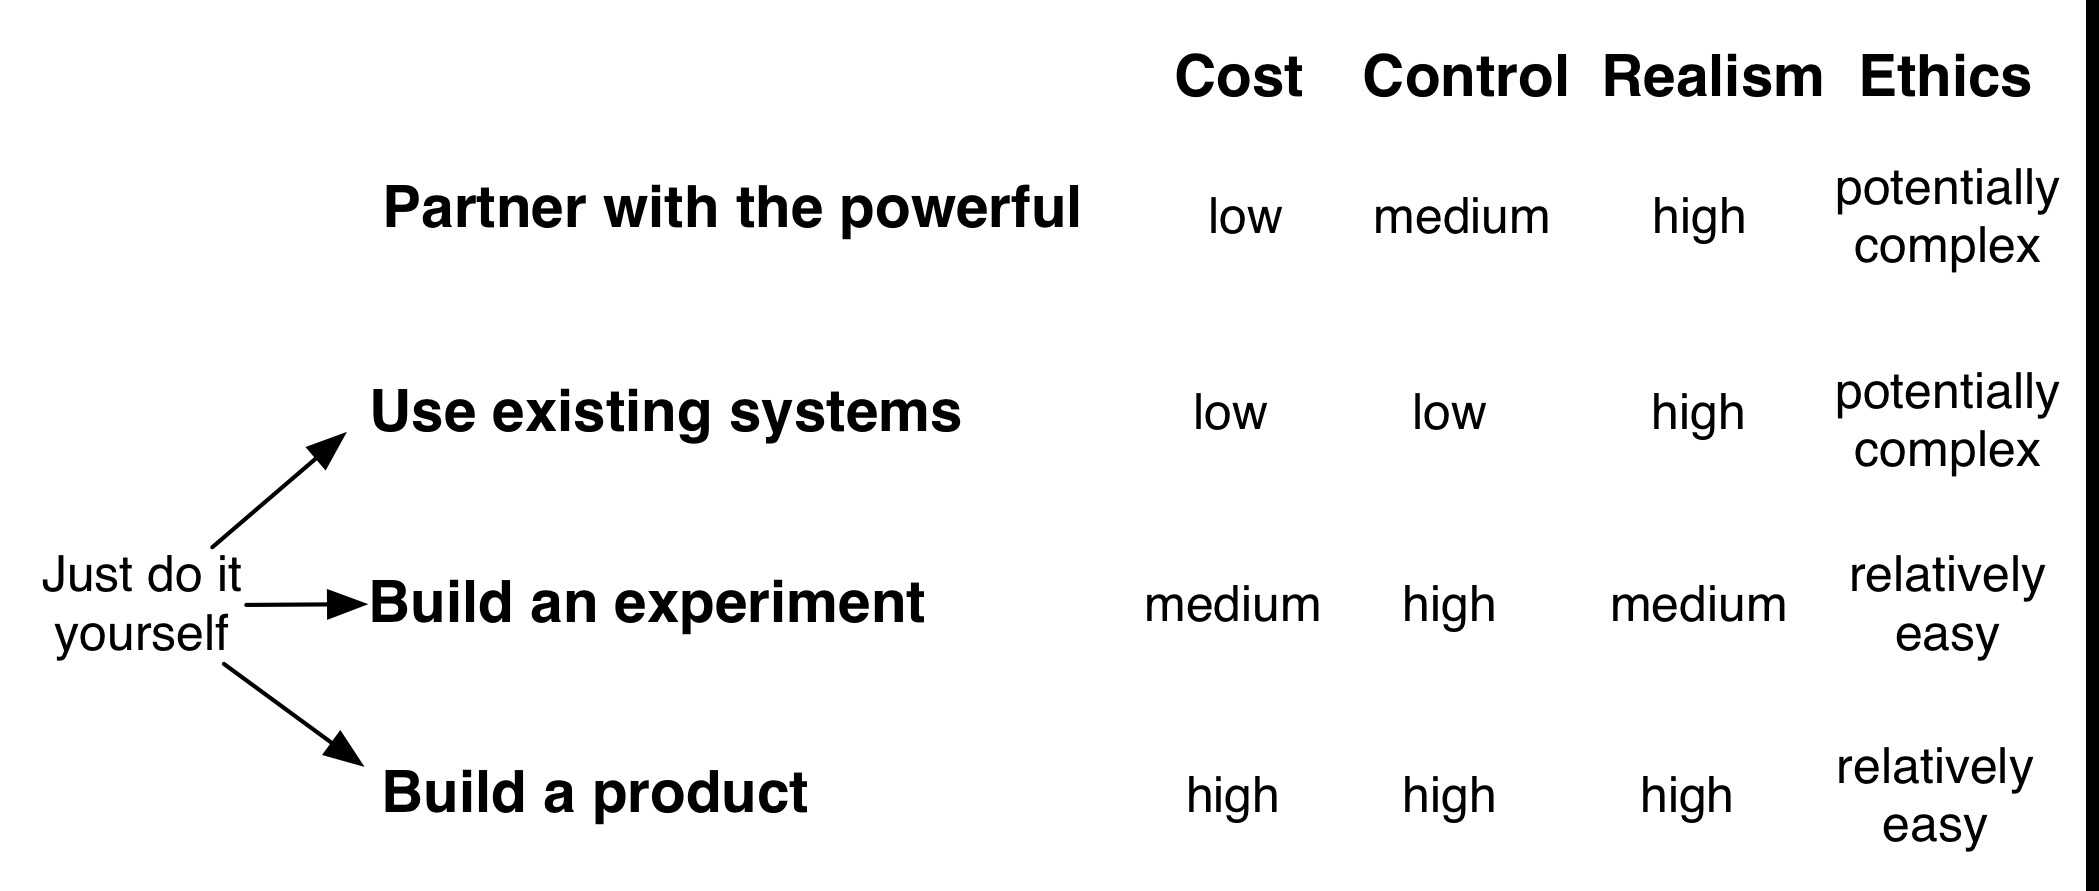 Cost Control Realism Ethics
Partner with the powerful low medium high potentially complex
Use existing systems low low high potentially complex
Just do it yourself
Build an experiment medium high medium relatively easy
Build a product high high high relatively easy